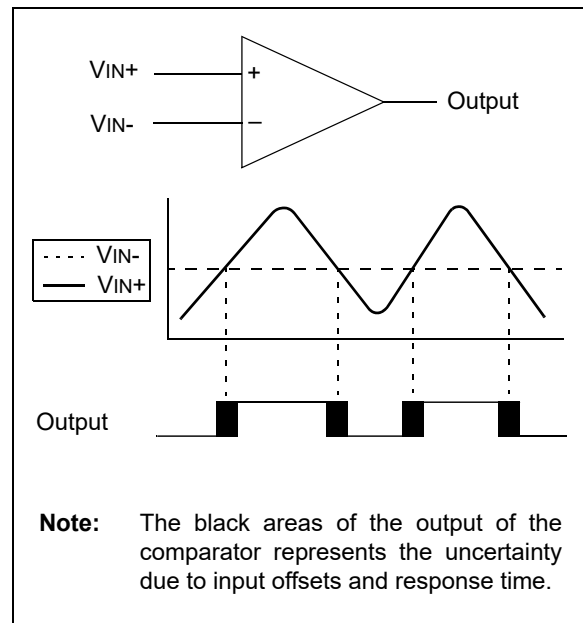 VIN+
+
Output
VIN-
–
VIN-
VIN+
Output
Note: The black areas of the output of the
comparator represents the uncertainty
due to input offsets and response time.